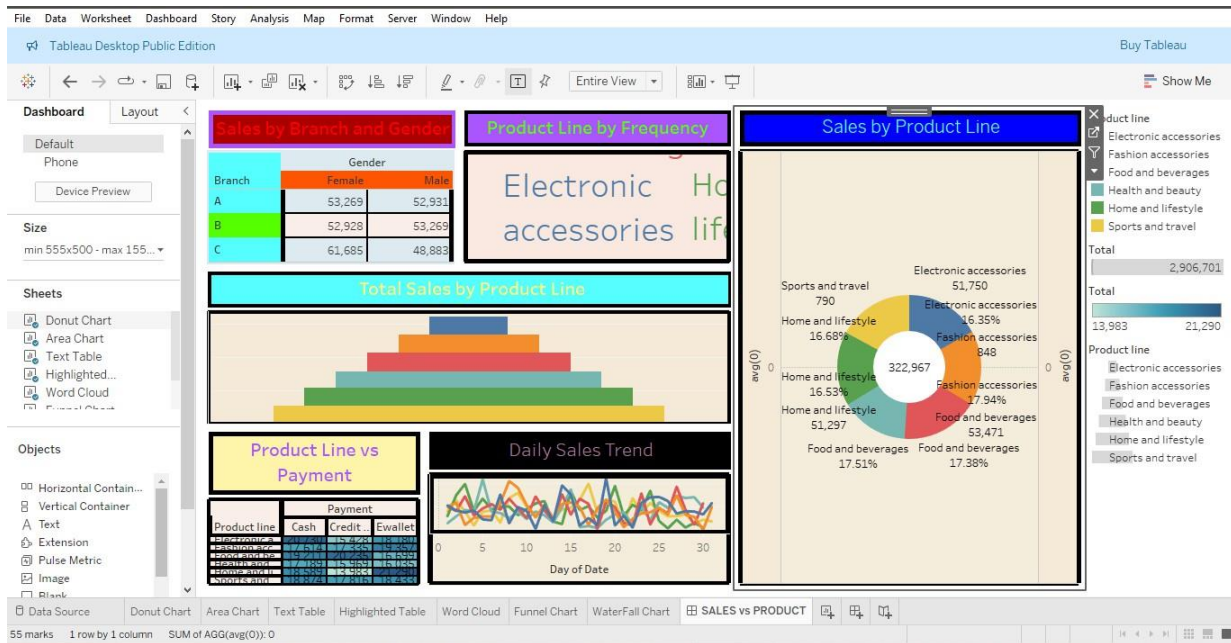 File Data Worksheet Dashboard Story Analysis Map Format Server Window Help
Tableau Desktop Public Edition
Buy Tableau
Entire View
Show Me
Dashboard Layout
Default
Phone
Device Preview
Size
min 555x500 - max 155...
Sheets
Donut Chart
Area Chart
Text Table
Highlighted...
Word Cloud
Funnel Chart
Objects
Horizontal Contain...
Vertical Container
Text
Extension
Pulse Metric
Image
Blank
Sales by Branch and Gender
Gender
Branch Female Male
A 53,269 52,931
B 52,928 53,269
C 61,685 48,883
Product Line by Frequency
Electronic
accessories
Total Sales by Product Line
Product Line vs
Payment
Payment
Product line Cash Credit .. Ewallet
Daily Sales Trend
0 5 10 15 20 25 30
Day of Date
Sales by Product Line
avg(0)
0
Electronic accessories
51,750
Sports and travel
790
Electronic accessories
16.35%
Home and lifestyle
16.68%
Fashion accessories
848
322,967
Home and lifestyle
16.53%
Fashion accessories
17.94%
Home and lifestyle
51,297
Food and beverages
53,471
Food and beverages
17.51%
Food and beverages
17.38%
0
avg(0)
Electronic accessories
Fashion accessories
Food and beverages
Health and beauty
Home and lifestyle
Sports and travel
Total
2,906,701
Total
13,983 21,290
Product line
Electronic accessories
Fashion accessories
Food and beverages
Health and beauty
Home and lifestyle
Sports and travel
Data Source Donut Chart Area Chart Text Table Highlighted Table Word Cloud Funnel Chart WaterFall Chart SALES vs PRODUCT
55 marks 1 row by 1 column SUM of AGG(avg(0)): 0